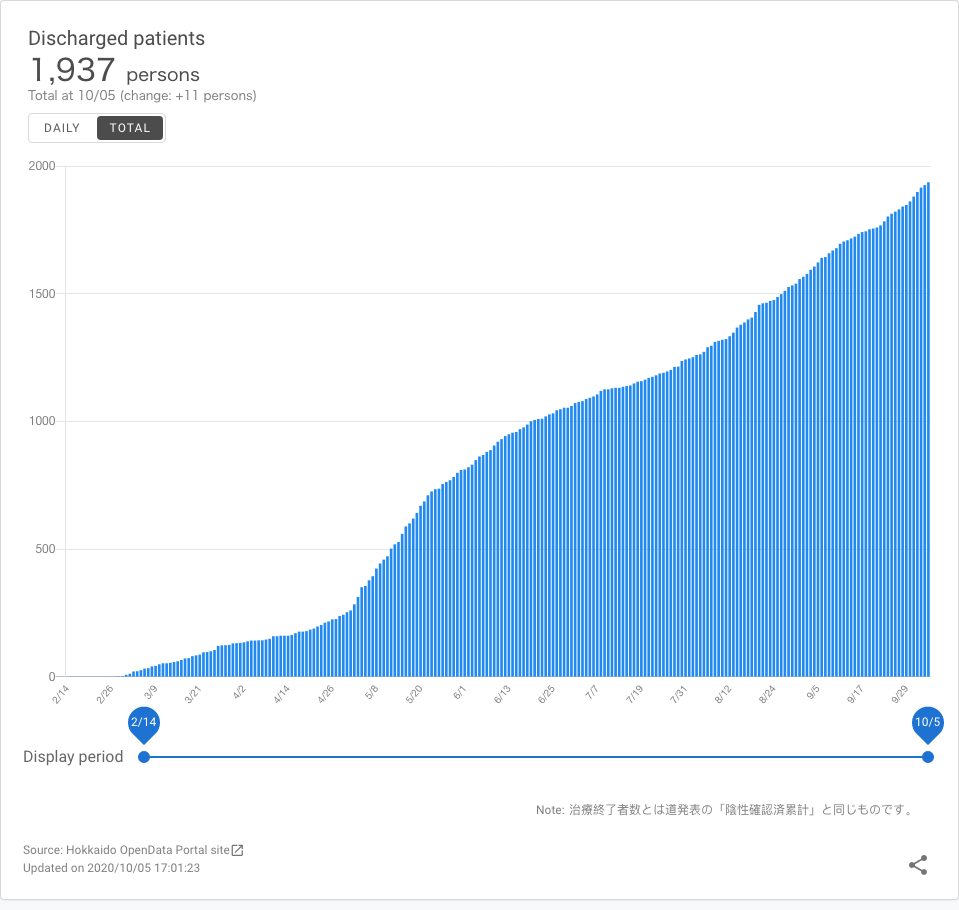 Discharged patients
1,937 persons
Total at 10/05 (change: +11 persons)
DAILY TOTAL
2000
1500
1000
500
0
2/14 2/26 3/9 3/21 4/2 4/14 4/26 5/8 5/20 6/1 6/13 6/25 7/7 7/19 7/31 8/12 8/24 9/5 9/17 9/29
2/14 10/5
Display period
Note: 治療終了者数とは道発表の「陰性確認済累計」と同じものです。
Source: Hokkaido OpenData Portal site
Updated on 2020/10/05 17:01:23